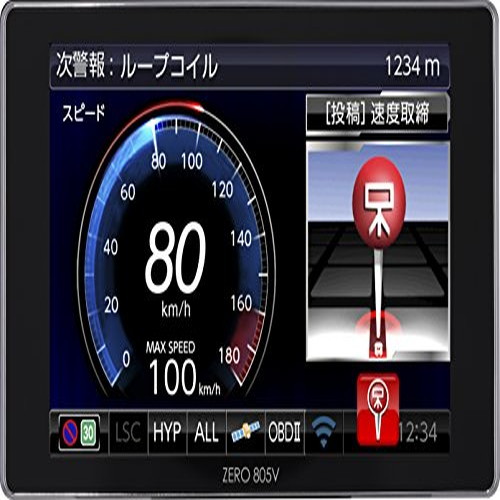 次警報 : ループコイル 1234 m
スピード
[投稿] 速度取締
0 20 40 60 80 100 120 140 160 180
80
km/h
MAX SPEED
100 km/h
30 LSC HYP ALL OBDⅡ 12:34
ZERO 805V